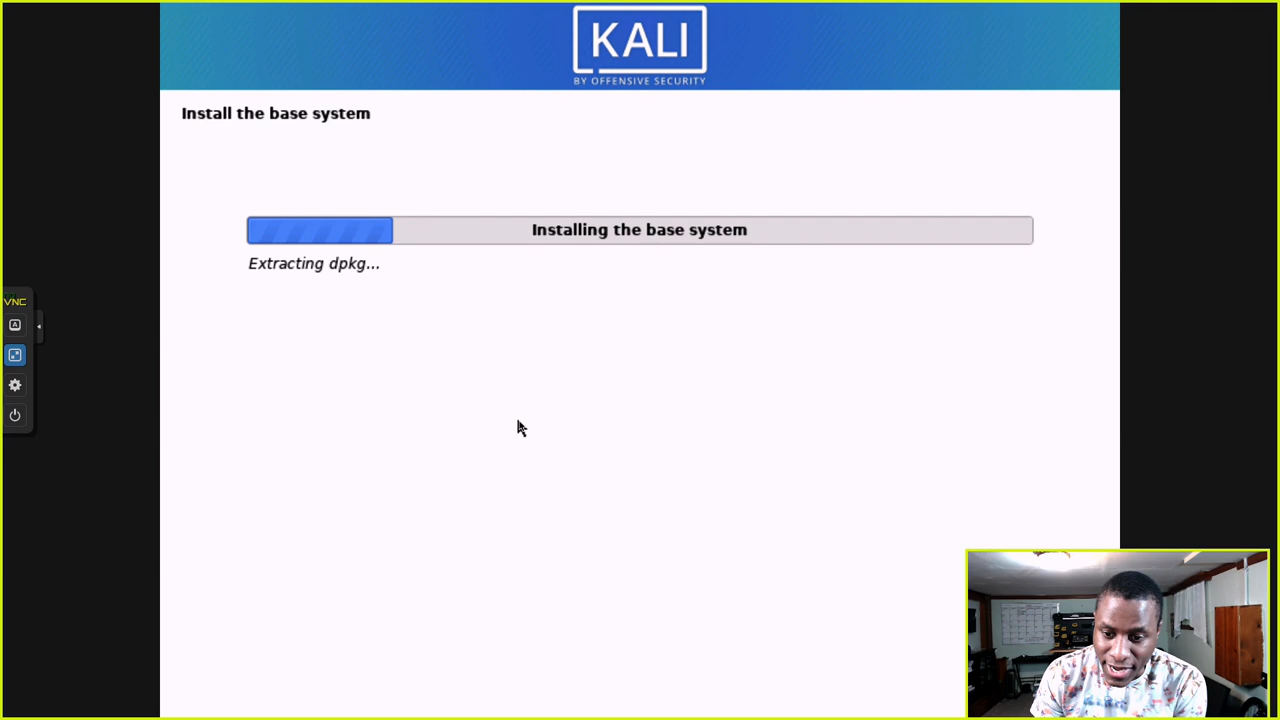 KALI
BY OFFENSIVE SECURITY
Install the base system
Installing the base system
Extracting dpkg...
VNC
A